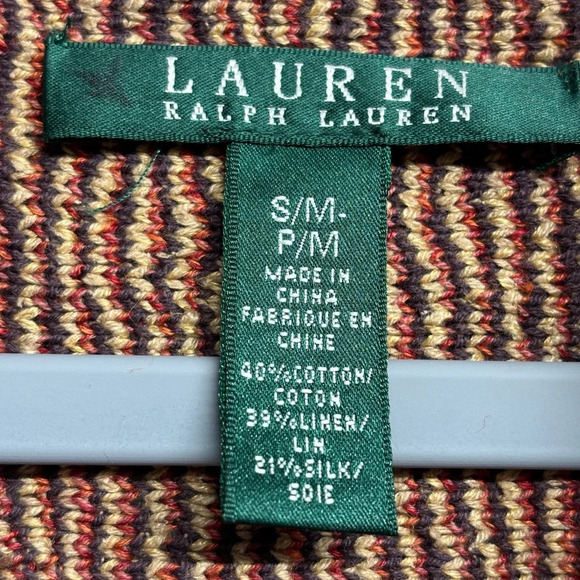 LAUREN
RALPH LAUREN
S/M-
P/M
MADE IN
CHINA
FABRIQUE EN
CHINE
40%COTTON/
COTON
39%LINEN/
LIN
21%SILK/
SOIE